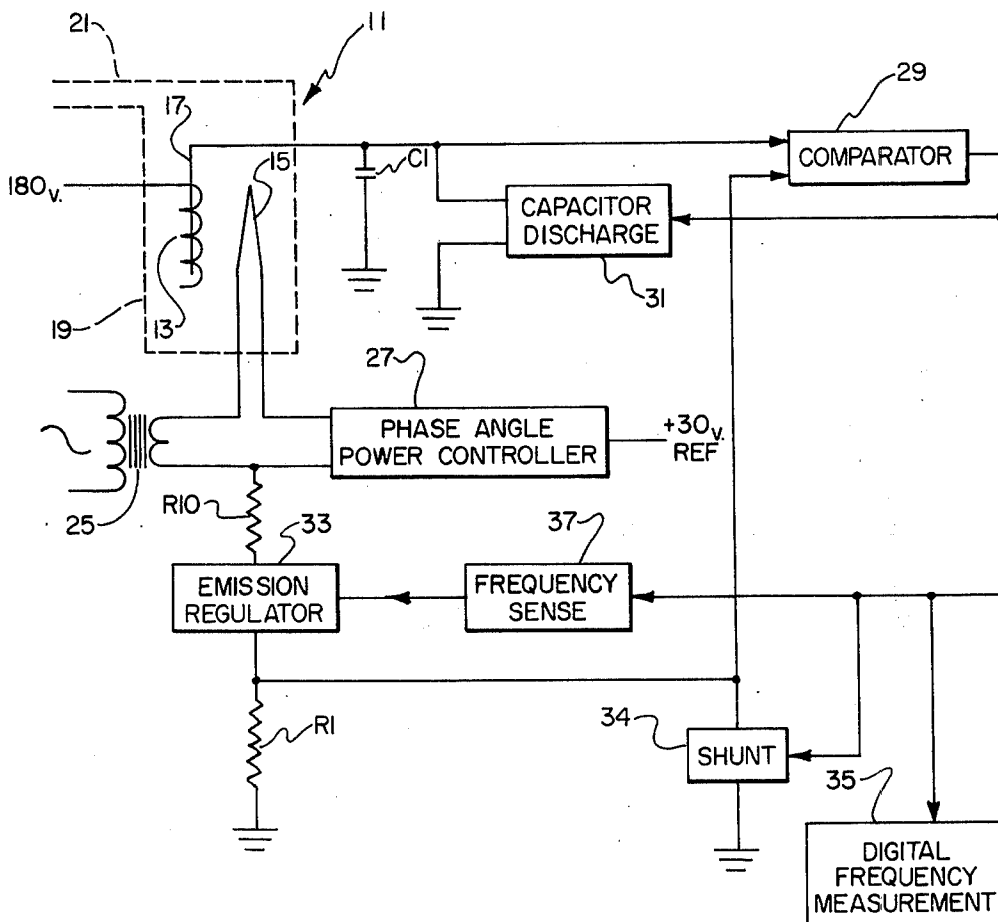 21
11
29
17
15
C1
COMPARATOR
180v.
CAPACITOR
DISCHARGE
31
19
13
27
PHASE ANGLE
POWER CONTROLLER
+30v.
REF
25
R10
33
37
EMISSION
REGULATOR
FREQUENCY
SENSE
34
R1
SHUNT
35
DIGITAL
FREQUENCY
MEASUREMENT